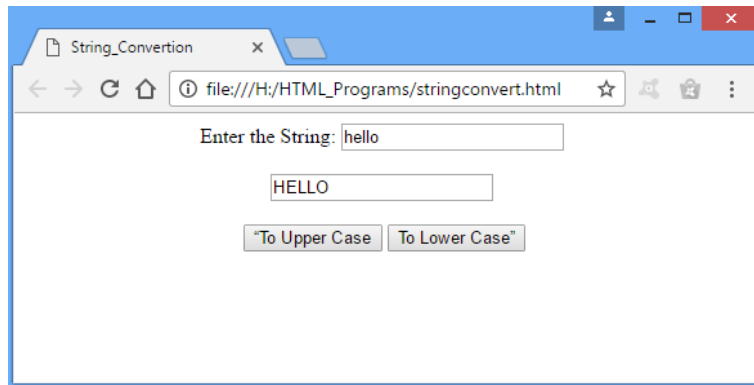 String_Convertion
file:///H:/HTML_Programs/stringconvert.html
Enter the String: hello
HELLO
“To Upper Case To Lower Case”